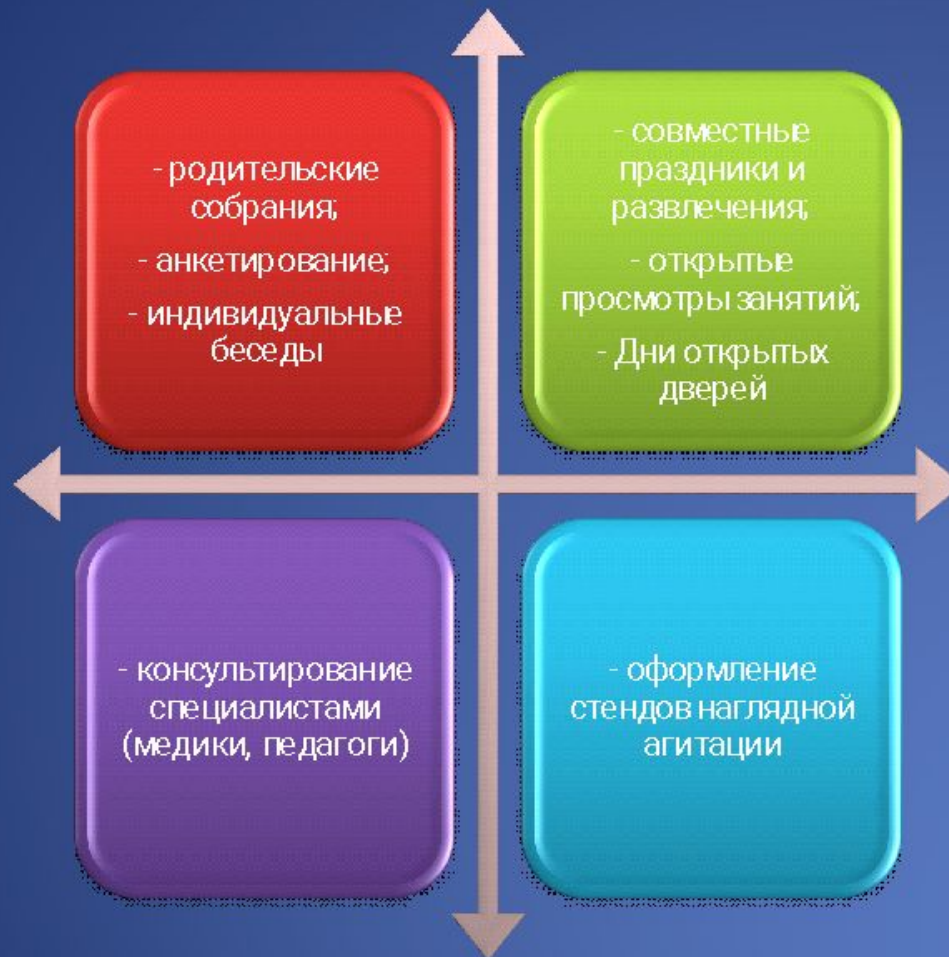 - родительские
собрания;
- анкетирование;
- индивидуальные
беседы
- совместные
праздники и
развлечения;
- открытые
просмотры занятий;
- Дни открытых
дверей
- консультирование
специалистами
(медики, педагоги)
- оформление
стендов наглядной
агитации